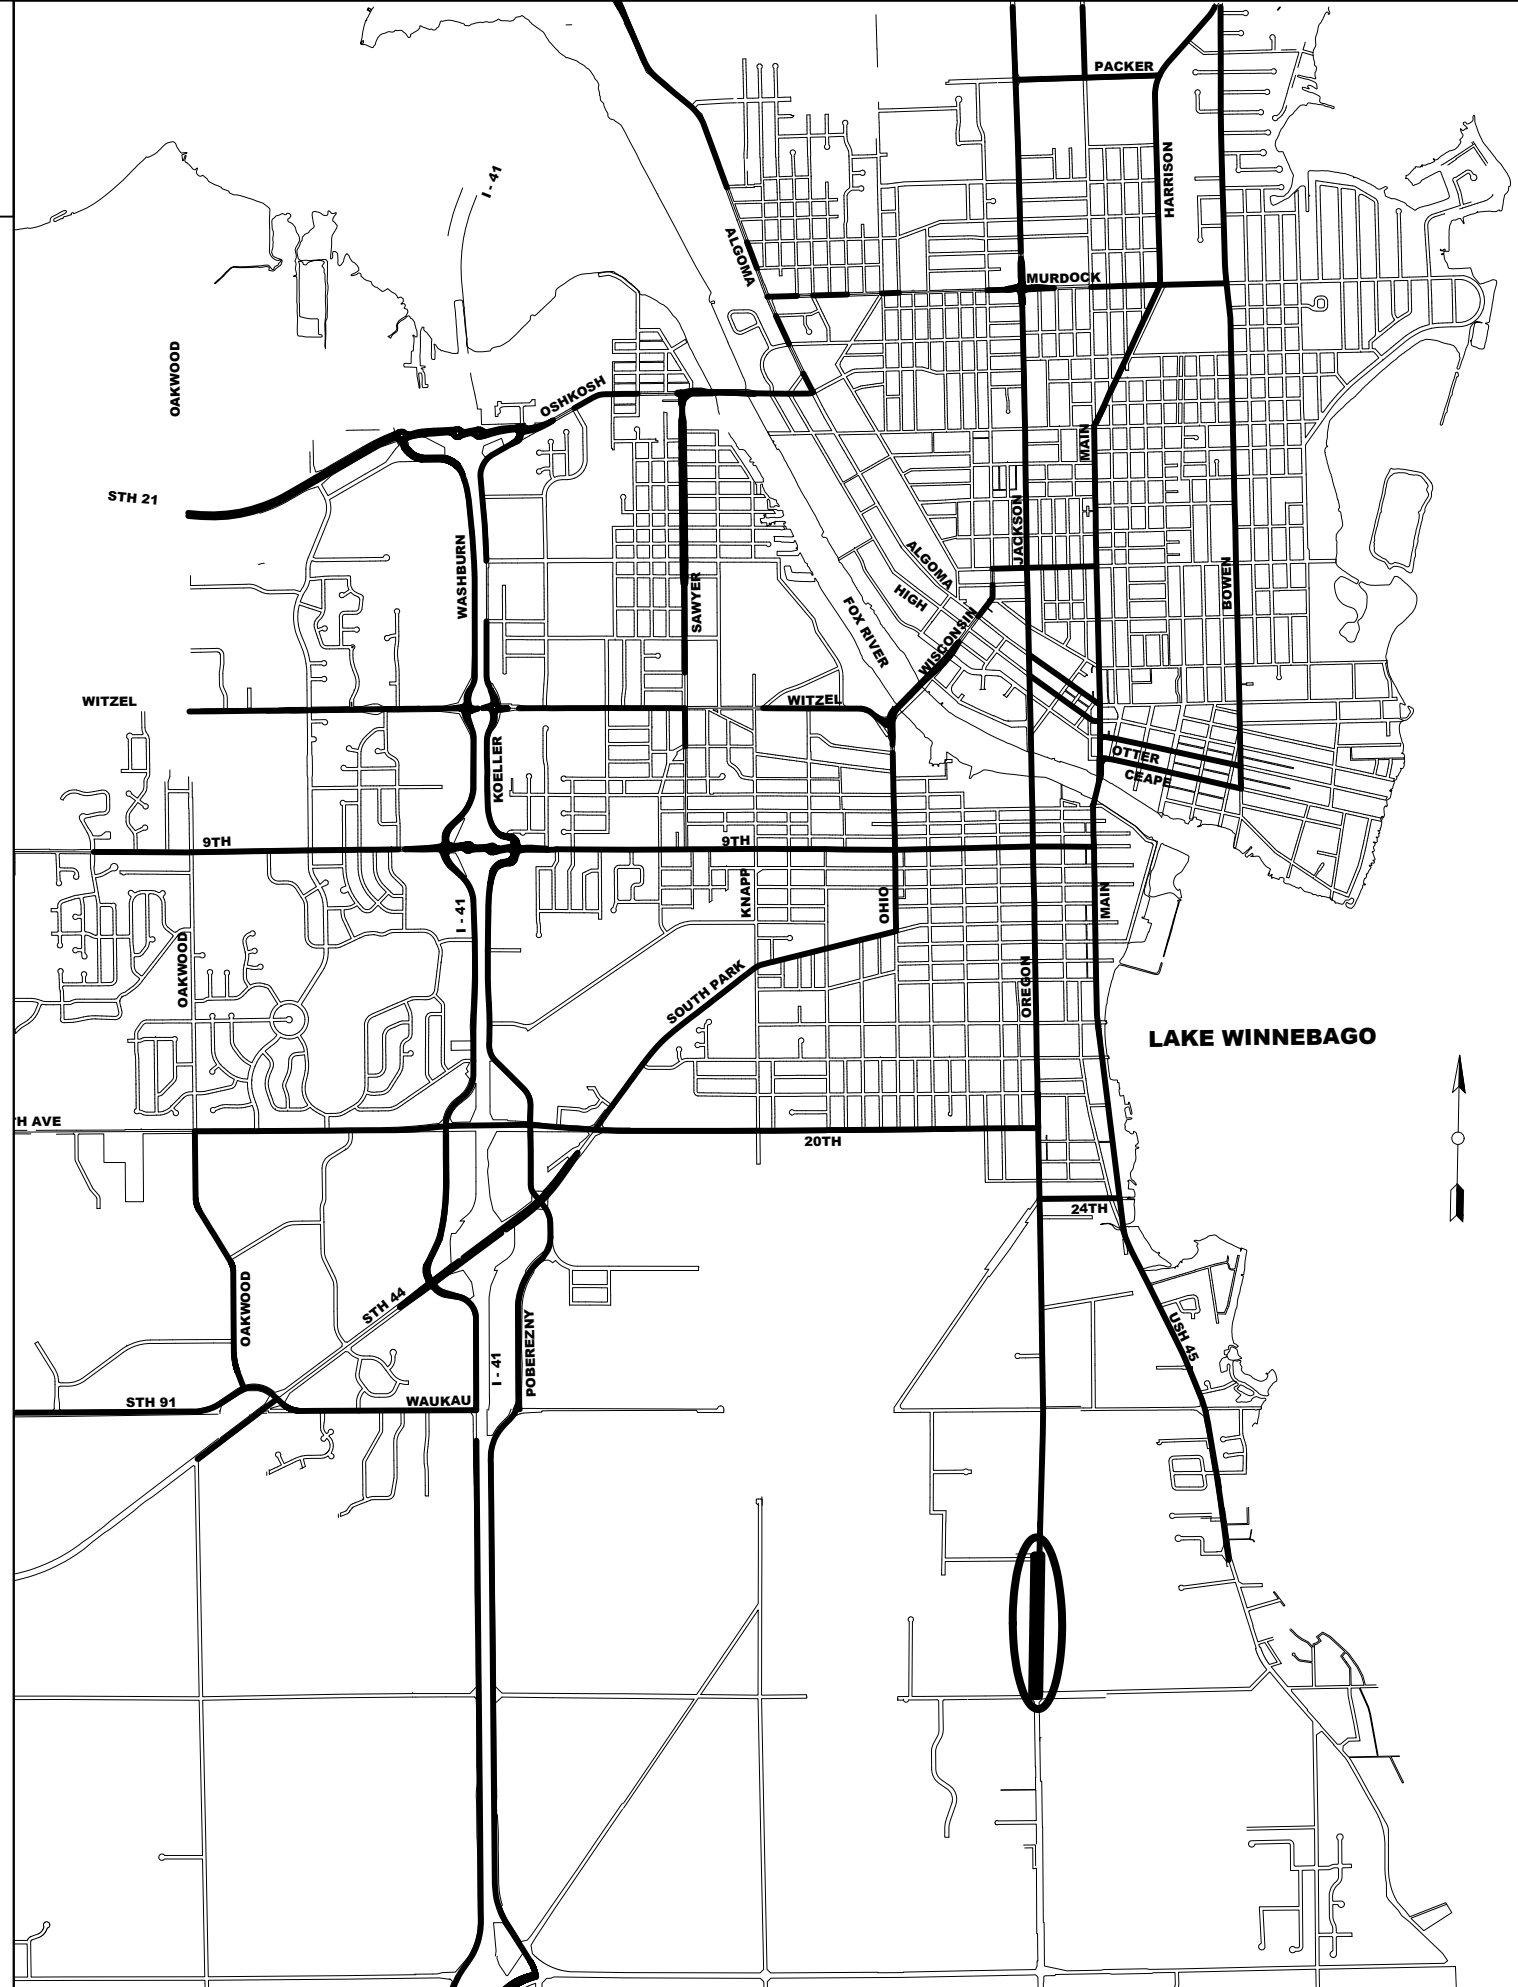 PACKER
HARRISON
I - 41
ALGOMA
MURDOCK
OAKWOOD
OSHKOSH
MAIN
STH 21
JACKSON
WASHBURN
ALGOMA
BOWEN
SAWYER
HIGH
FOX RIVER
WISCONSIN
WITZEL
WITZEL
KOELLER
OTTER
CEAPE
9TH
9TH
KNAPP
OHIO
MAIN
I - 41
OAKWOOD
SOUTH PARK
OREGON
LAKE WINNEBAGO
H AVE
20TH
24TH
STH 44
OAKWOOD
POBEREZNY
USH 45
I - 41
STH 91
WAUKAU